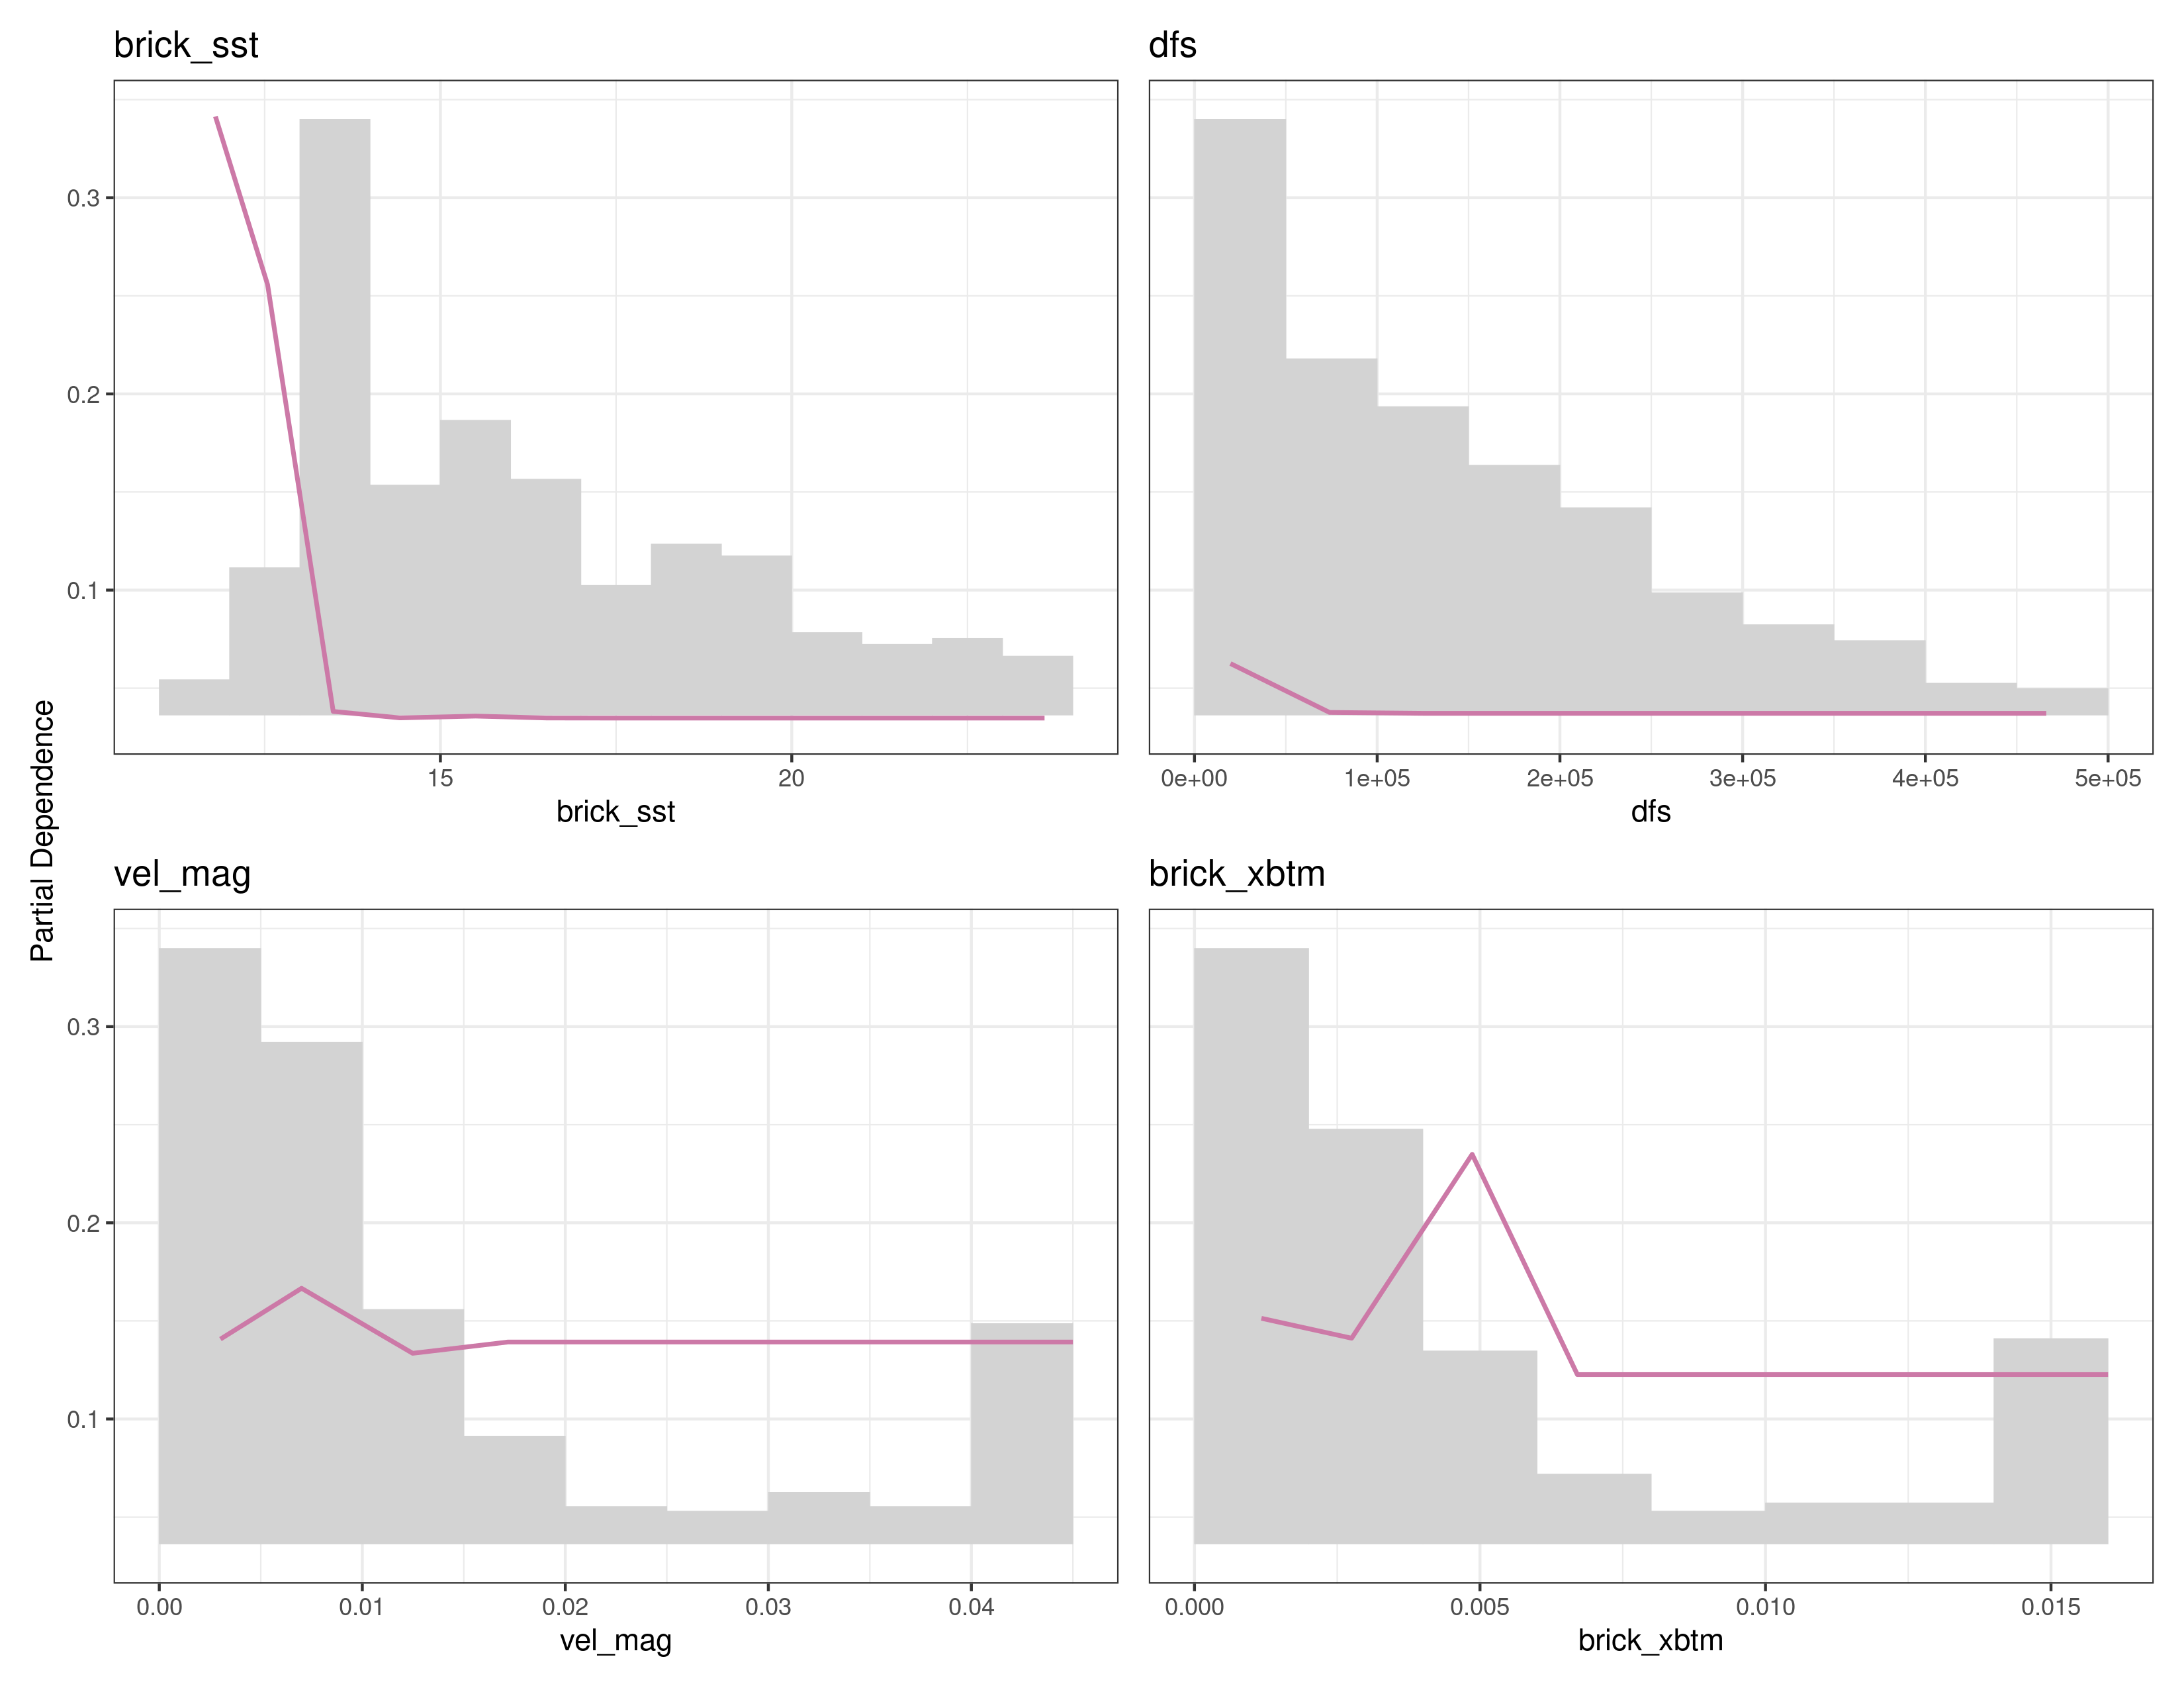 brick_sst
dfs
0.3
0.2
0.1
15
20
brick_sst
0e+00
1e+05
2e+05
3e+05
4e+05
5e+05
dfs
Partial Dependence
vel_mag
brick_xbtm
0.3
0.2
0.1
0.00
0.01
0.02
0.03
0.04
vel_mag
0.000
0.005
0.010
0.015
brick_xbtm